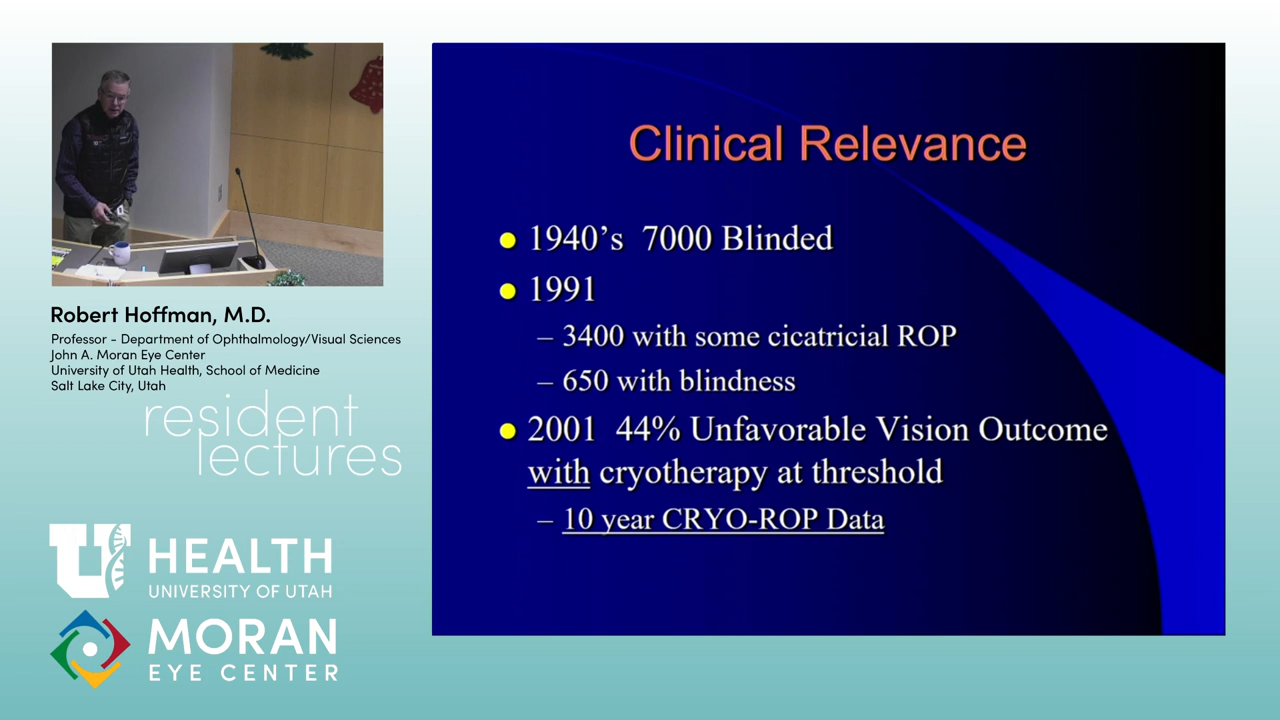 Robert Hoffman, M.D.
Professor - Department of Ophthalmology/Visual Sciences
John A. Moran Eye Center
University of Utah Health, School of Medicine
Salt Lake City, Utah
resident
lectures
U HEALTH
UNIVERSITY OF UTAH
MORAN
EYE CENTER
Clinical Relevance
1940’s 7000 Blinded
1991
– 3400 with some cicatricial ROP
– 650 with blindness
2001 44% Unfavorable Vision Outcome
with cryotherapy at threshold
– 10 year CRYO-ROP Data